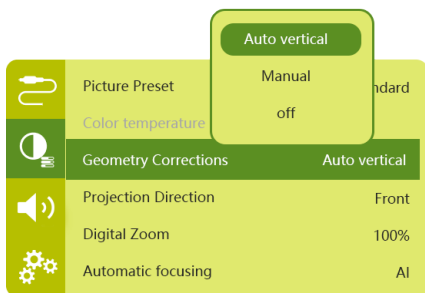 Auto vertical
Manual
off
Picture Preset ndard
Color temperature
Geometry Corrections Auto vertical
Projection Direction Front
Digital Zoom 100%
Automatic focusing AI